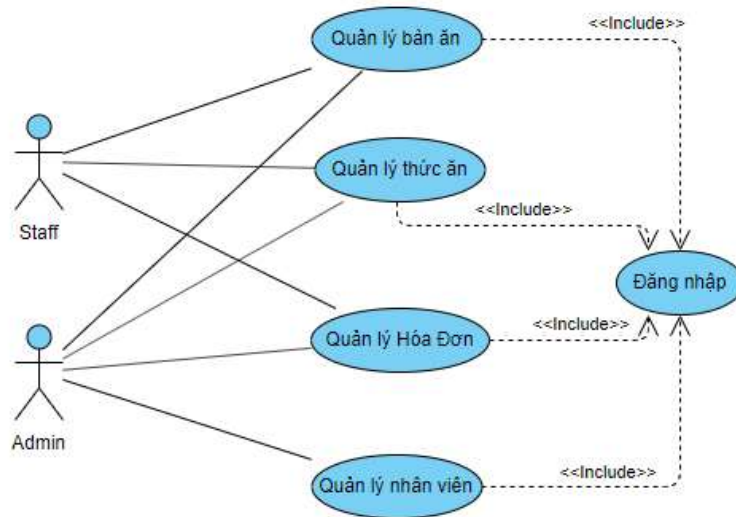 Quản lý bàn ăn
<<Include>>
Quản lý thức ăn
<<Include>>
Staff
Đăng nhập
Quản lý Hóa Đơn
<<Include>>
Admin
Quản lý nhân viên
<<Include>>